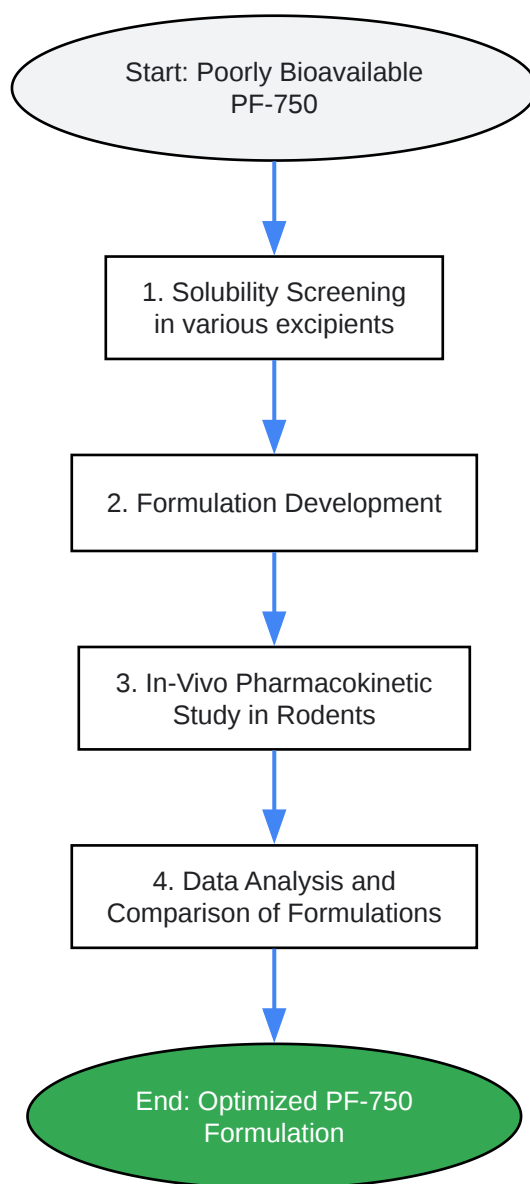 Start: Poorly Bioavailable
PF-750
1. Solubility Screening
in various excipients
2. Formulation Development
3. In-Vivo Pharmacokinetic
Study in Rodents
4. Data Analysis and
Comparison of Formulations
End: Optimized PF-750
Formulation